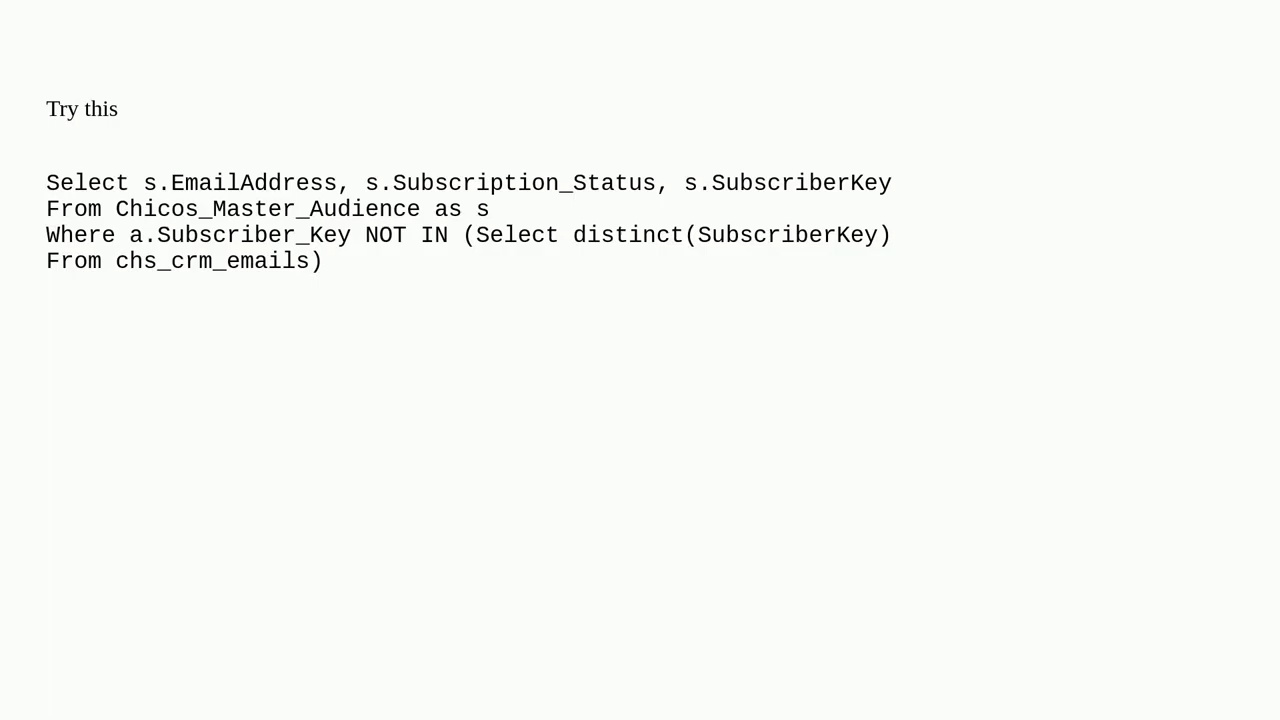 Try this
Select s.EmailAddress, s.Subscription_Status, s.SubscriberKey
From Chicos_Master_Audience as s
Where a.Subscriber_Key NOT IN (Select distinct(SubscriberKey)
From chs_crm_emails)